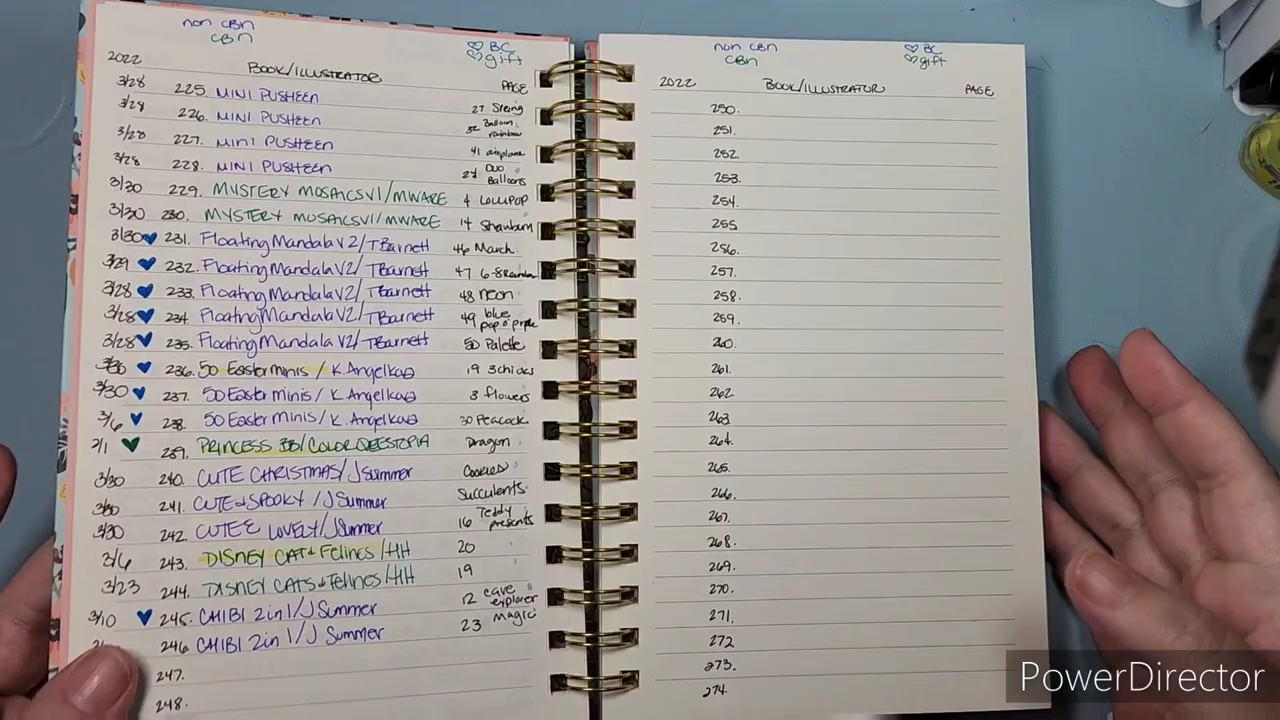 non CBN
CBN
♡ BC
♡ gift
2022 BOOK/ILLUSTRATOR PAGE
3/28 225. MINI PUSHEEN 27 Skiing
3/28 226. MINI PUSHEEN 32 Balloon rainbow
3/28 227. MINI PUSHEEN 41 airplane
3/28 228. MINI PUSHEEN 27 DUO Balloons
3/30 229. MYSTERY MOSAICS V1/MWARE 4 LOLLIPOP
3/30 230. MYSTERY MOSAICS V11/MWARE 14 Strawburn
3/30 231. Floating Mandala V2/TBarnett 46 March
3/29 232. Floating Mandala V2/TBarnett 47 6-8
3/28 233. Floating Mandala V2/TBarnett 48 neon
3/28 234. Floating Mandala V2/TBarnett 49 blue pop o' prple
3/28 235. Floating Mandala V2/TBarnett 50 Palette
3/30 236. 50 Easter minis/K. Angelkova 19 3 chicks
3/30 237. 50 Easter Minis/K Angelkova 3 flowers
3/6 238. 50 Easter Minis/K. Angelkova 30 Peacock
2/1 239. PRINCESS BB/COLOR QUESTOPIA Dragon
3/30 240. CUTE CHRISTMAS/J Summer Cookies
3/30 241. CUTE & SPOOKY/J Summer Succulents
3/30 242. CUTE & LOVELY/J Summer 16 Teddy presents
3/6 243. DISNEY CAT & Felines/HH 20
3/23 244. DISNEY CATS & Felines/HH 19
3/10 245. CHIBI 2 in 1/J Summer 12 cave explorer
246. CHIBI 2 in 1/J Summer 23 magic
247.
248.
non CBN
CBN
♡ BC
♡ gift
2022 BOOK/ILLUSTRATOR PAGE
250.
251.
252
253.
254.
255
256.
257.
258.
259.
260.
261.
262
263
264.
265.
266.
267.
268.
269.
270.
271.
272
273.
274.
PowerDirector